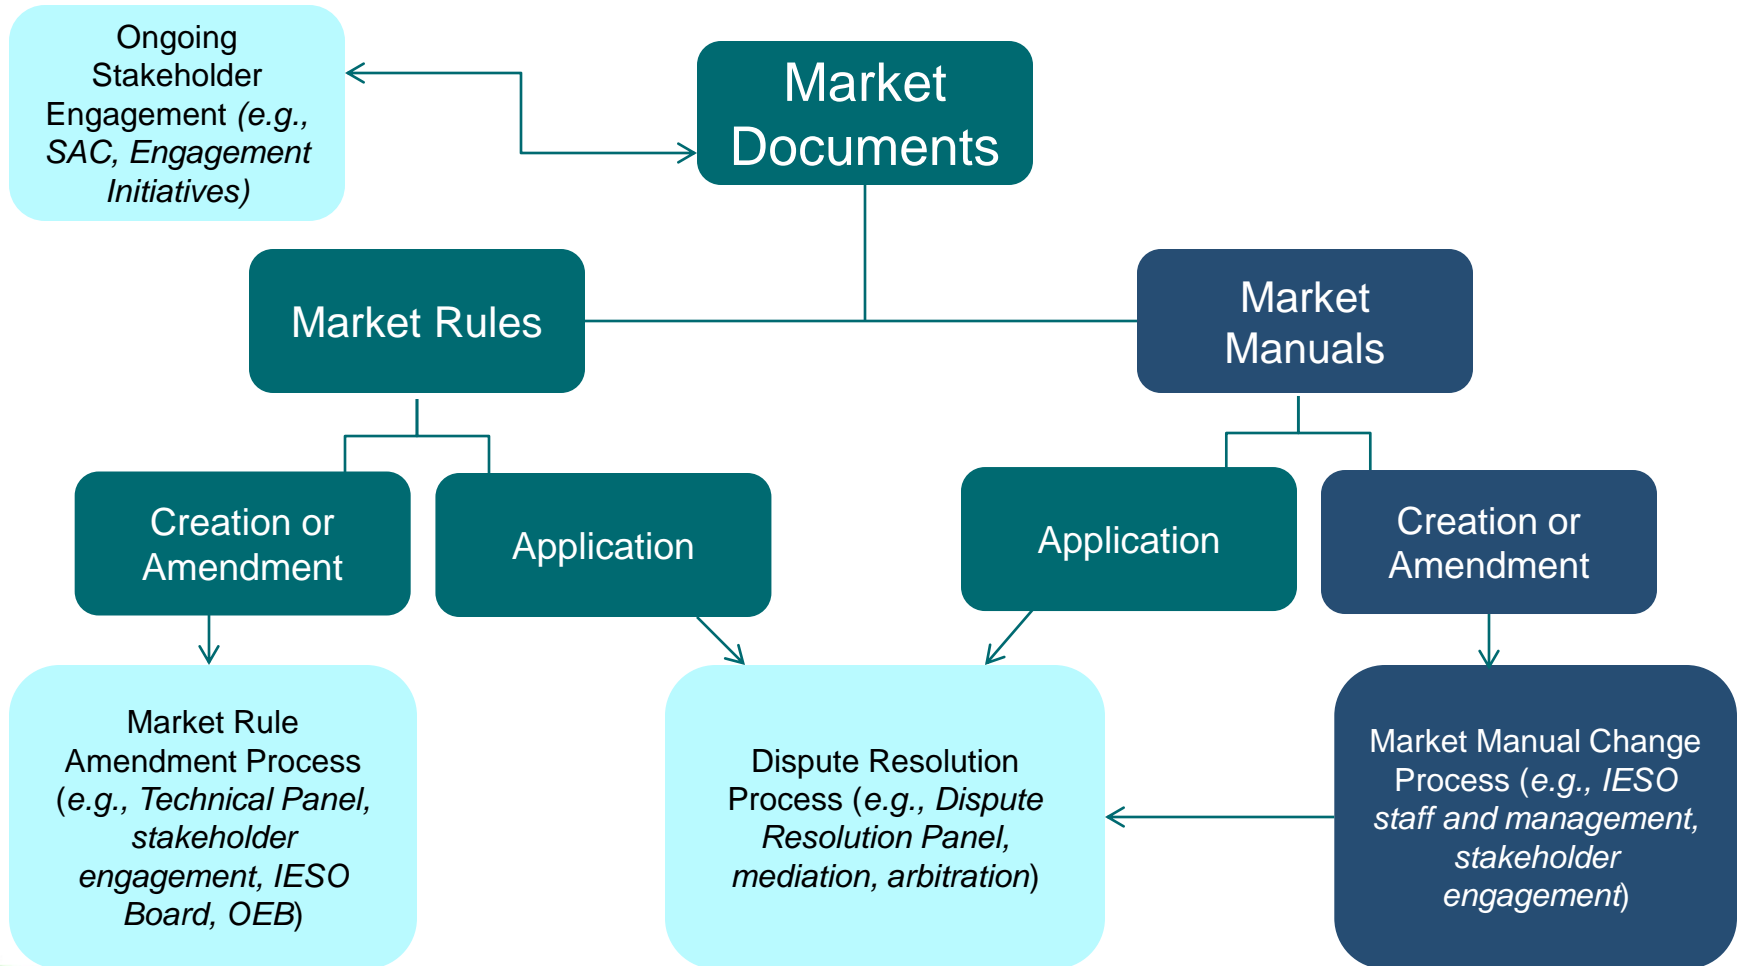 Ongoing
Stakeholder
Engagement (e.g.,
SAC, Engagement
Initiatives)
Market
Documents
Market Rules
Market
Manuals
Creation or
Amendment
Application
Application
Creation or
Amendment
Market Rule
Amendment Process
(e.g., Technical Panel,
stakeholder
engagement, IESO
Board, OEB)
Dispute Resolution
Process (e.g., Dispute
Resolution Panel,
mediation, arbitration)
Market Manual Change
Process (e.g., IESO
staff and management,
stakeholder
engagement)